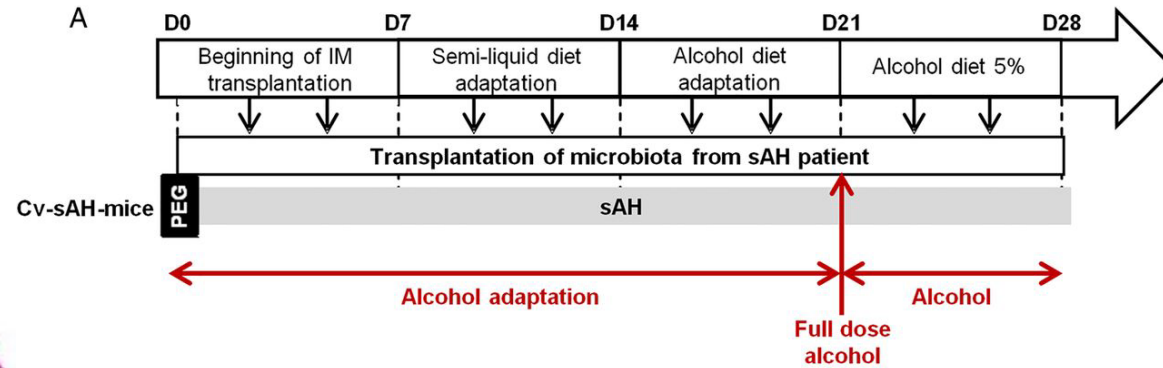 A
D0 D7 D14 D21 D28
Beginning of IM
transplantation
Semi-liquid diet
adaptation
Alcohol diet
adaptation
Alcohol diet 5%
Transplantation of microbiota from sAH patient
Cv-sAH-mice
PEG
sAH
Alcohol adaptation
Alcohol
Full dose
alcohol